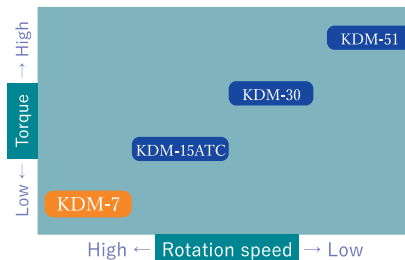 KDM-51
KDM-30
KDM-15ATC
KDM-7
Low ← Torque → High
High ← Rotation speed → Low